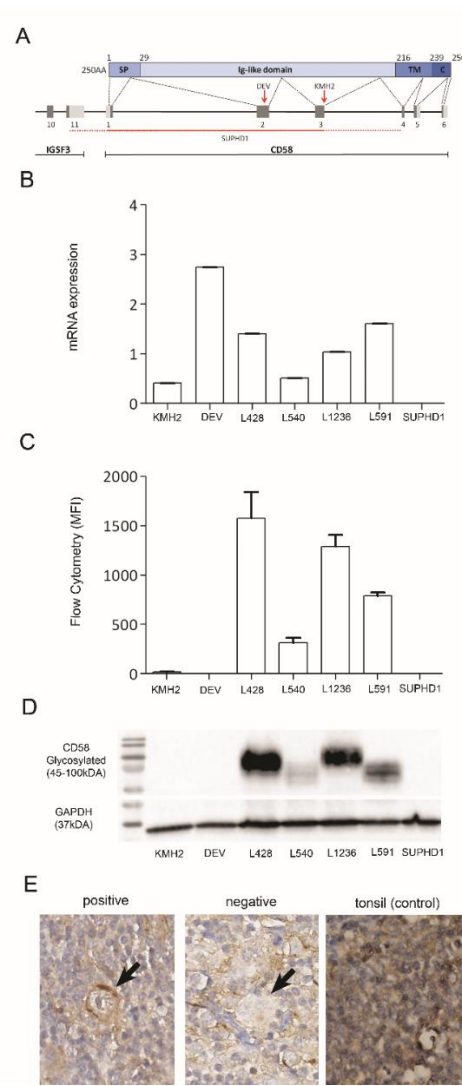 A
1 29 216 239 250
250AA SP Ig-like domain TM C
DEV KMH2
10 11 1 2 3 4 5 6
SUPHD1
IGSF3 CD58
B
mRNA expression
4
3
2
1
0
KMH2 DEV L428 L540 L1236 L591 SUPHD1
C
Flow Cytometry (MFI)
2000
1500
1000
500
0
KMH2 DEV L428 L540 L1236 L591 SUPHD1
D
CD58
Glycosylated
(45-100kDA)
GAPDH
(37kDA)
KMH2 DEV L428 L540 L1236 L591 SUPHD1
E
positive negative tonsil (control)